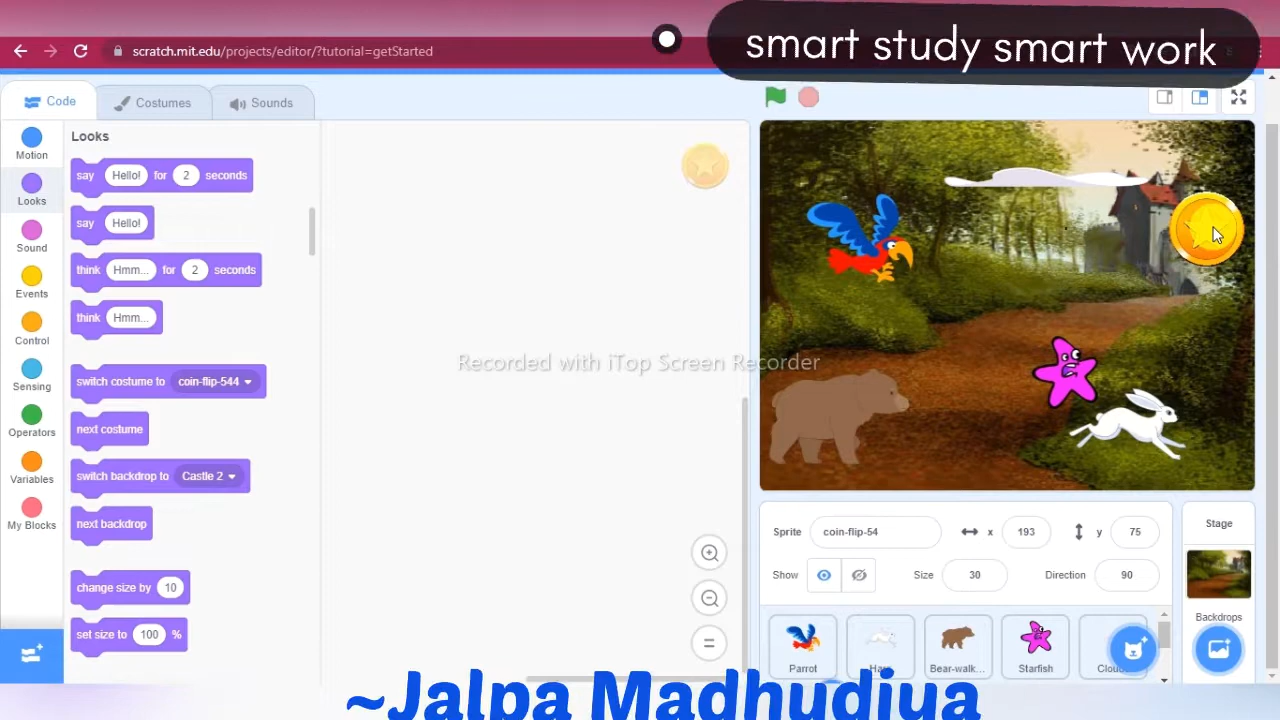 smart study smart work
scratch.mit.edu/projects/editor/?tutorial=getStarted
Code
Costumes
Sounds
Motion
Looks
Sound
Events
Control
Sensing
Operators
Variables
My Blocks
Looks
say Hello! for 2 seconds
say Hello!
think Hmm... for 2 seconds
think Hmm...
switch costume to coin-flip-544
next costume
switch backdrop to Castle 2
next backdrop
change size by 10
set size to 100 %
Recorded with iTop Screen Recorder
Sprite coin-flip-54 x 193 y 75
Show Size 30 Direction 90
Parrot
Bear-walk...
Starfish
Stage
Backdrops
~Jalpa Madhudiya